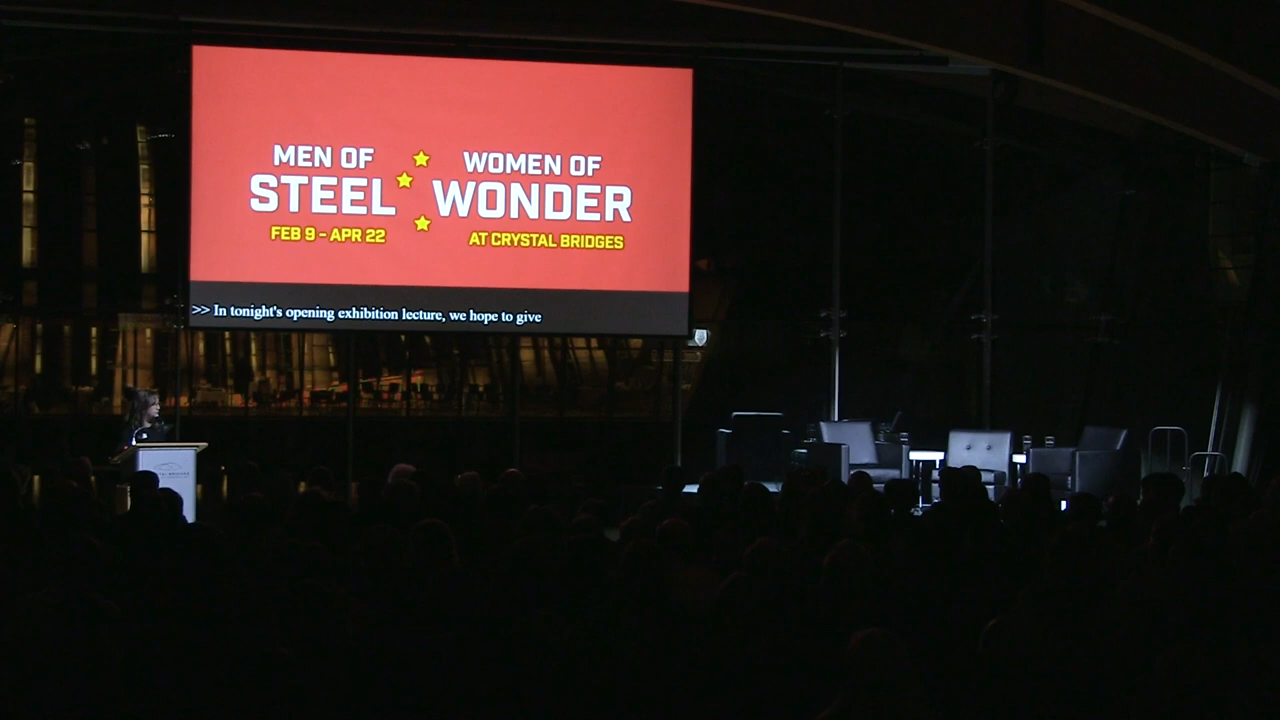 MEN OF
STEEL
FEB 9 - APR 22
WOMEN OF
WONDER
AT CRYSTAL BRIDGES
>> In tonight's opening exhibition lecture, we hope to give